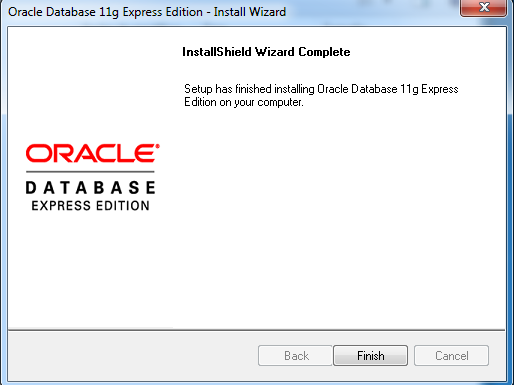 Oracle Database 11g Express Edition - Install Wizard
InstallShield Wizard Complete
Setup has finished installing Oracle Database 11g Express
Edition on your computer.
ORACLE®
DATABASE
EXPRESS EDITION
Back
Finish
Cancel